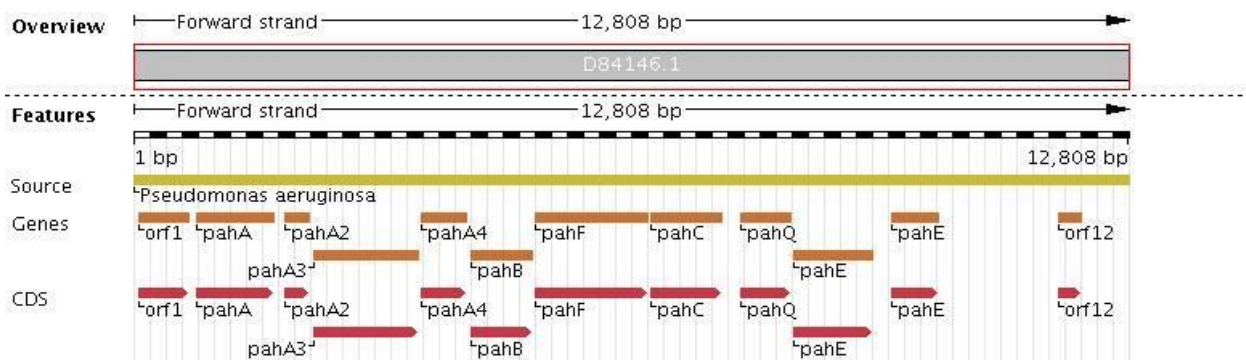 Overview Forward strand 12,808 bp
D84146.1
Features Forward strand 12,808 bp
1 bp 12,808 bp
Source
Pseudomonas aeruginosa
Genes
orf1 pahA pahA2 pahA4 pahF pahC pahQ pahE orf12
pahA3 pahB pahE
CDS
orf1 pahA pahA2 pahA4 pahF pahC pahQ pahE orf12
pahA3 pahB pahE